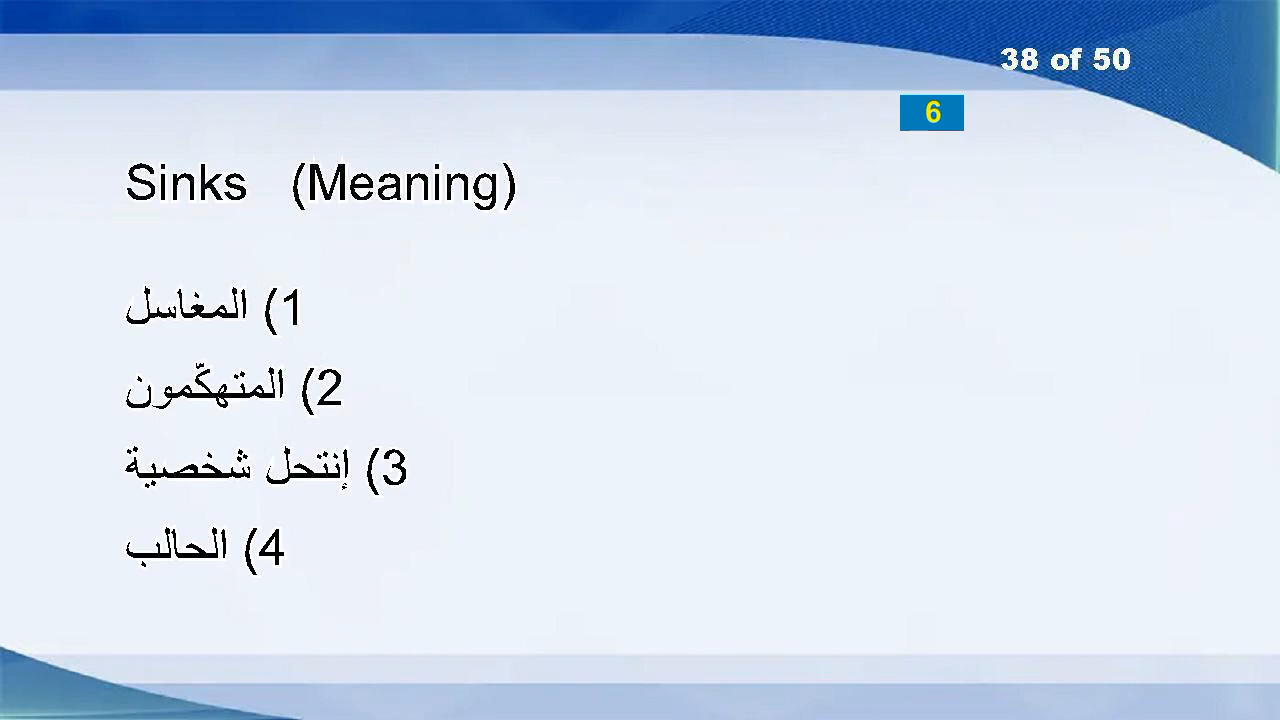 38 of 50
6
Sinks (Meaning)
1) المغاسل
2) المتهكّمون
3) إنتحل شخصية
4) الحالب